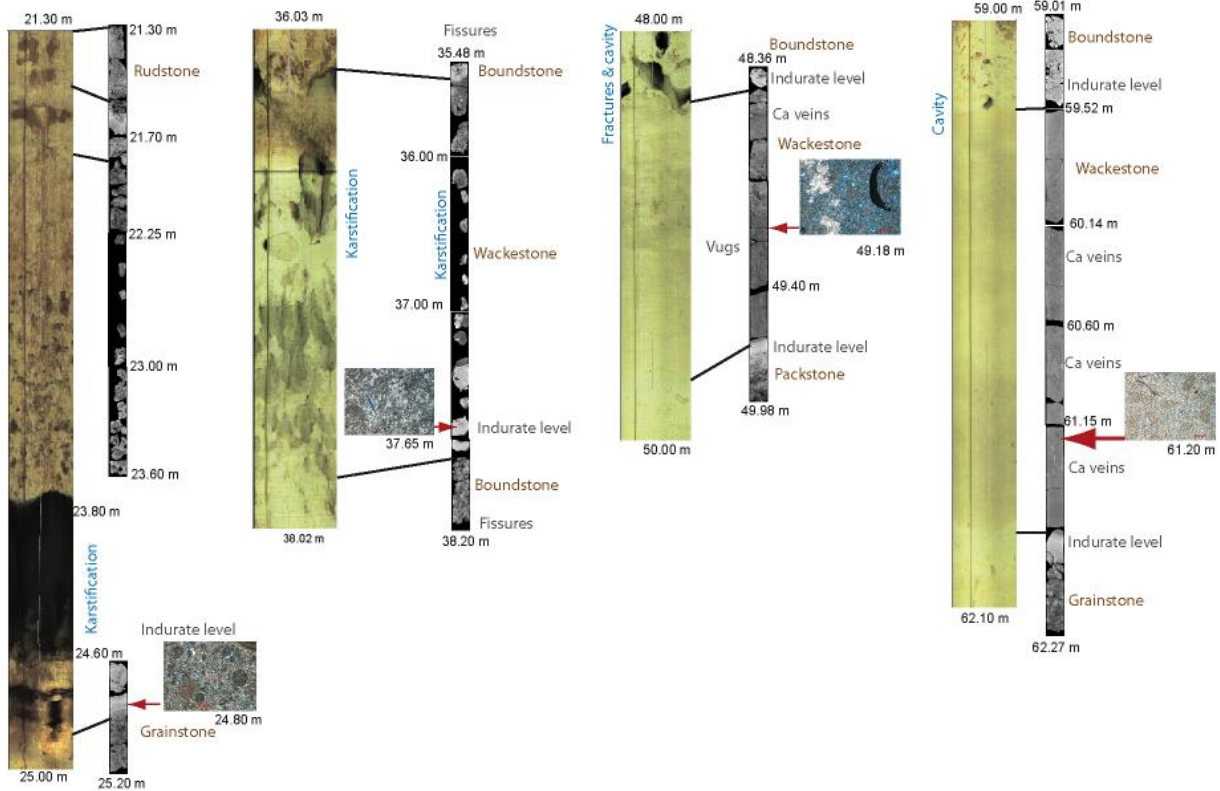 21.30 m
21.30 m
Rudstone
21.70 m
22.25 m
23.00 m
23.60 m
23.80 m
Karstification
24.60 m
Indurate level
24.80 m
Grainstone
25.00 m
25.20 m
36.03 m
Fissures
35.48 m
Boundstone
36.00 m
Karstification
Karstification
Wackestone
37.00 m
Indurate level
37.65 m
Boundstone
38.02 m
Fissures
38.20 m
Fractures & cavity
48.00 m
Boundstone
48.36 m
Indurate level
Ca veins
Wackestone
49.18 m
Vugs
49.40 m
Indurate level
Packstone
49.98 m
50.00 m
59.00 m
59.01 m
Boundstone
Indurate level
59.52 m
Cavity
Wackestone
60.14 m
Ca veins
60.60 m
Ca veins
61.15 m
61.20 m
Ca veins
Indurate level
Grainstone
62.10 m
62.27 m